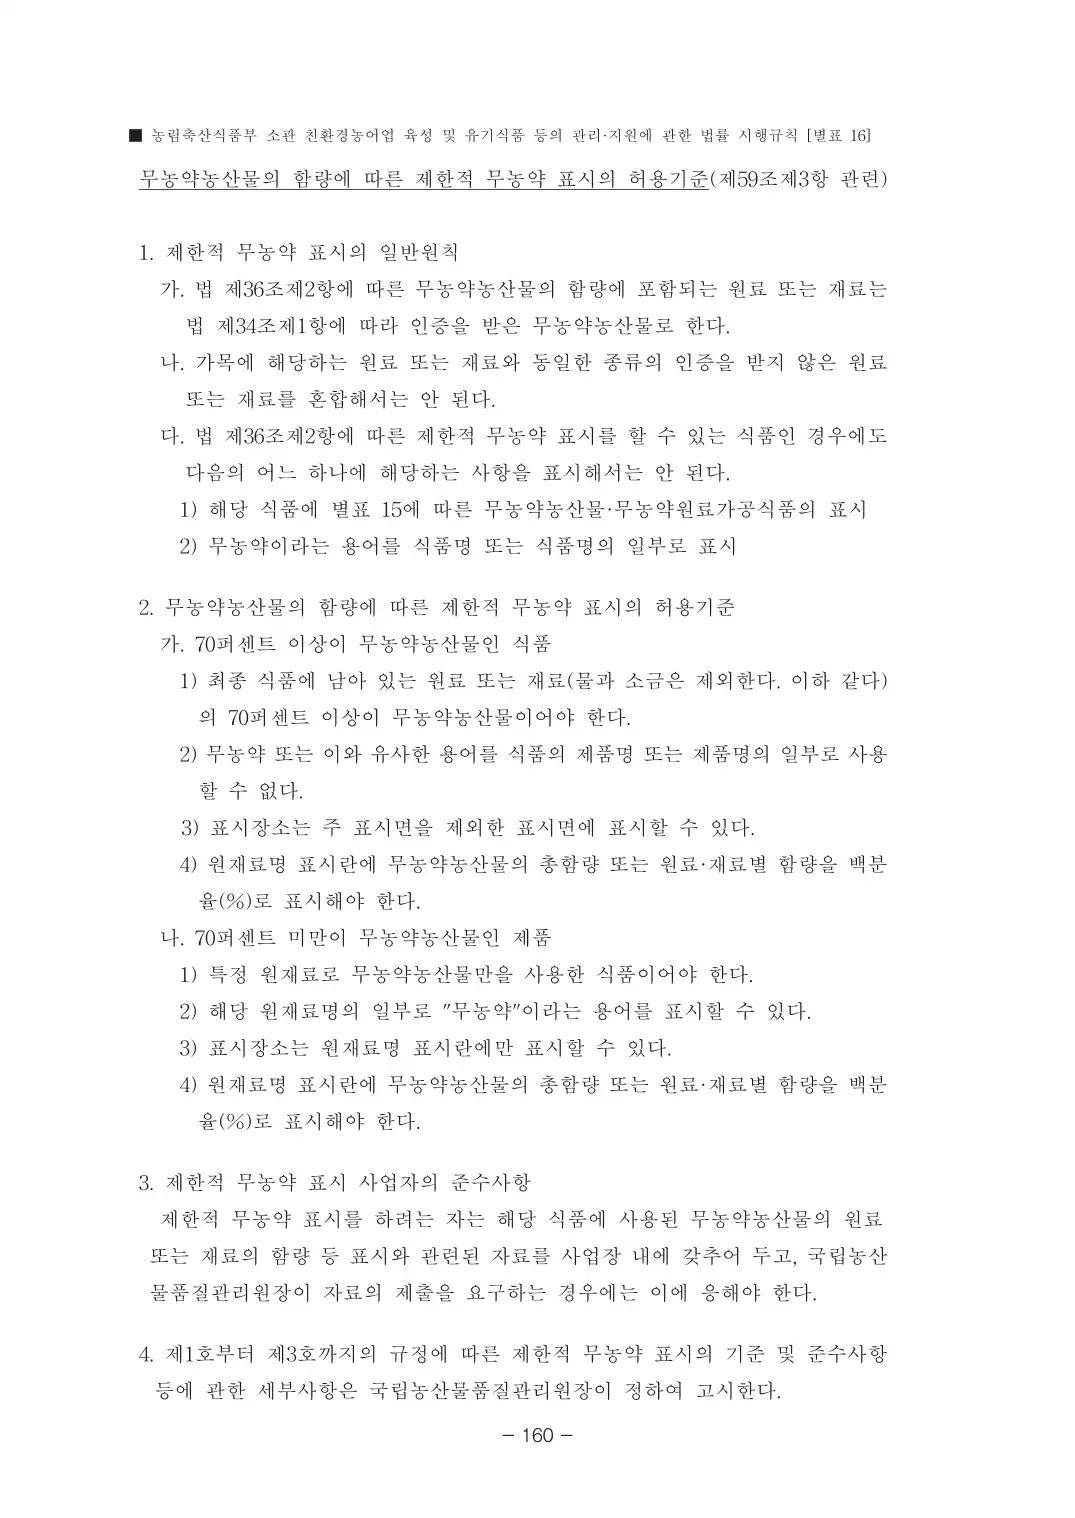 ■ 농림축산식품부 소관 친환경농어업 육성 및 유기식품 등의 관리·지원에 관한 법률 시행규칙 [별표 16]
무농약농산물의 함량에 따른 제한적 무농약 표시의 허용기준(제59조제3항 관련)
1. 제한적 무농약 표시의 일반원칙
가. 법 제36조제2항에 따른 무농약농산물의 함량에 포함되는 원료 또는 재료는
법 제34조제1항에 따라 인증을 받은 무농약농산물로 한다.
나. 가목에 해당하는 원료 또는 재료와 동일한 종류의 인증을 받지 않은 원료
또는 재료를 혼합해서는 안 된다.
다. 법 제36조제2항에 따른 제한적 무농약 표시를 할 수 있는 식품인 경우에도
다음의 어느 하나에 해당하는 사항을 표시해서는 안 된다.
1) 해당 식품에 별표 15에 따른 무농약농산물·무농약원료가공식품의 표시
2) 무농약이라는 용어를 식품명 또는 식품명의 일부로 표시
2. 무농약농산물의 함량에 따른 제한적 무농약 표시의 허용기준
가. 70퍼센트 이상이 무농약농산물인 식품
1) 최종 식품에 남아 있는 원료 또는 재료(물과 소금은 제외한다. 이하 같다)
의 70퍼센트 이상이 무농약농산물이어야 한다.
2) 무농약 또는 이와 유사한 용어를 식품의 제품명 또는 제품명의 일부로 사용
할 수 없다.
3) 표시장소는 주 표시면을 제외한 표시면에 표시할 수 있다.
4) 원재료명 표시란에 무농약농산물의 총함량 또는 원료·재료별 함량을 백분
율(%)로 표시해야 한다.
나. 70퍼센트 미만이 무농약농산물인 제품
1) 특정 원재료로 무농약농산물만을 사용한 식품이어야 한다.
2) 해당 원재료명의 일부로 "무농약"이라는 용어를 표시할 수 있다.
3) 표시장소는 원재료명 표시란에만 표시할 수 있다.
4) 원재료명 표시란에 무농약농산물의 총함량 또는 원료·재료별 함량을 백분
율(%)로 표시해야 한다.
3. 제한적 무농약 표시 사업자의 준수사항
제한적 무농약 표시를 하려는 자는 해당 식품에 사용된 무농약농산물의 원료
또는 재료의 함량 등 표시와 관련된 자료를 사업장 내에 갖추어 두고, 국립농산
물품질관리원장이 자료의 제출을 요구하는 경우에는 이에 응해야 한다.
4. 제1호부터 제3호까지의 규정에 따른 제한적 무농약 표시의 기준 및 준수사항
등에 관한 세부사항은 국립농산물품질관리원장이 정하여 고시한다.
- 160 -